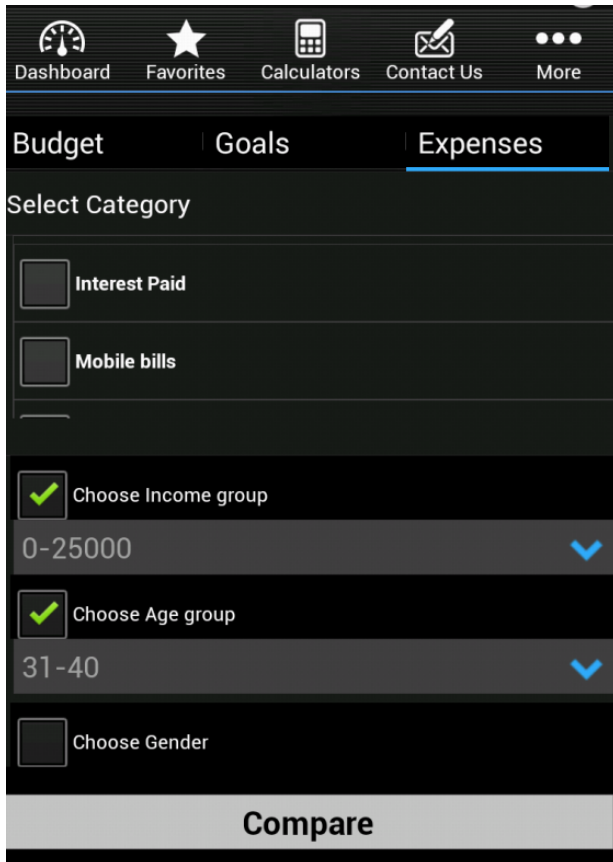 Dashboard Favorites Calculators Contact Us More
Budget Goals Expenses
Select Category
Interest Paid
Mobile bills
Choose Income group
0-25000
Choose Age group
31-40
Choose Gender
Compare